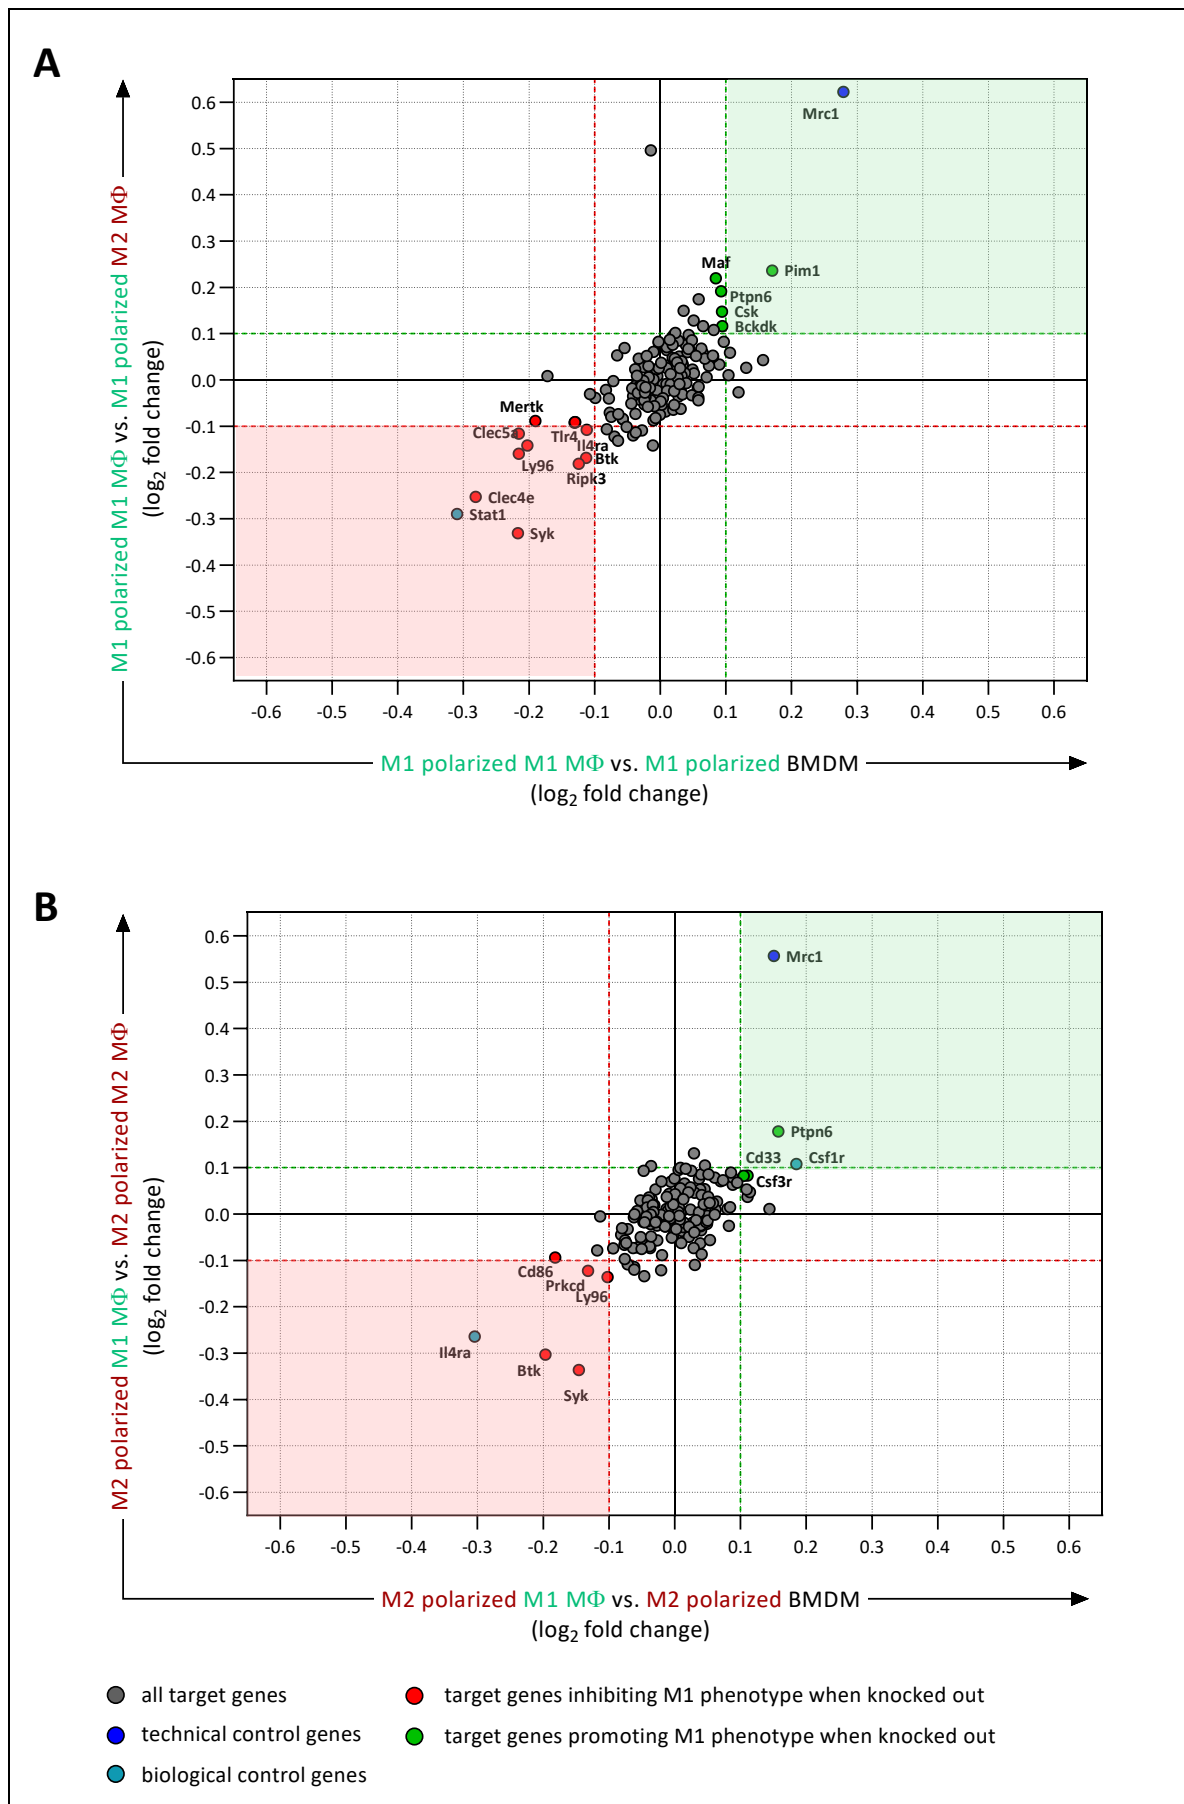 A
M1 polarized M1 MΦ vs. M1 polarized M2 MΦ
(log2 fold change)
0.6
0.5
0.4
0.3
0.2
0.1
0.0
-0.1
-0.2
-0.3
-0.4
-0.5
-0.6
Mrc1
Maf
Pim1
Ptpn6
Csk
Bckdk
Mertk
Clec5a
Tlr4
Il4ra
Ly96
Btk
Ripk3
Clec4e
Stat1
Syk
-0.6 -0.5 -0.4 -0.3 -0.2 -0.1 0.0 0.1 0.2 0.3 0.4 0.5 0.6
M1 polarized M1 MΦ vs. M1 polarized BMDM
(log2 fold change)
B
M2 polarized M1 MΦ vs. M2 polarized M2 MΦ
(log2 fold change)
0.6
0.5
0.4
0.3
0.2
0.1
0.0
-0.1
-0.2
-0.3
-0.4
-0.5
-0.6
Mrc1
Ptpn6
Cd33 Csf1r
Csf3r
Cd86
Prkcd
Ly96
Il4ra
Btk
Syk
-0.6 -0.5 -0.4 -0.3 -0.2 -0.1 0.0 0.1 0.2 0.3 0.4 0.5 0.6
M2 polarized M1 MΦ vs. M2 polarized BMDM
(log2 fold change)
all target genes
technical control genes
biological control genes
target genes inhibiting M1 phenotype when knocked out
target genes promoting M1 phenotype when knocked out